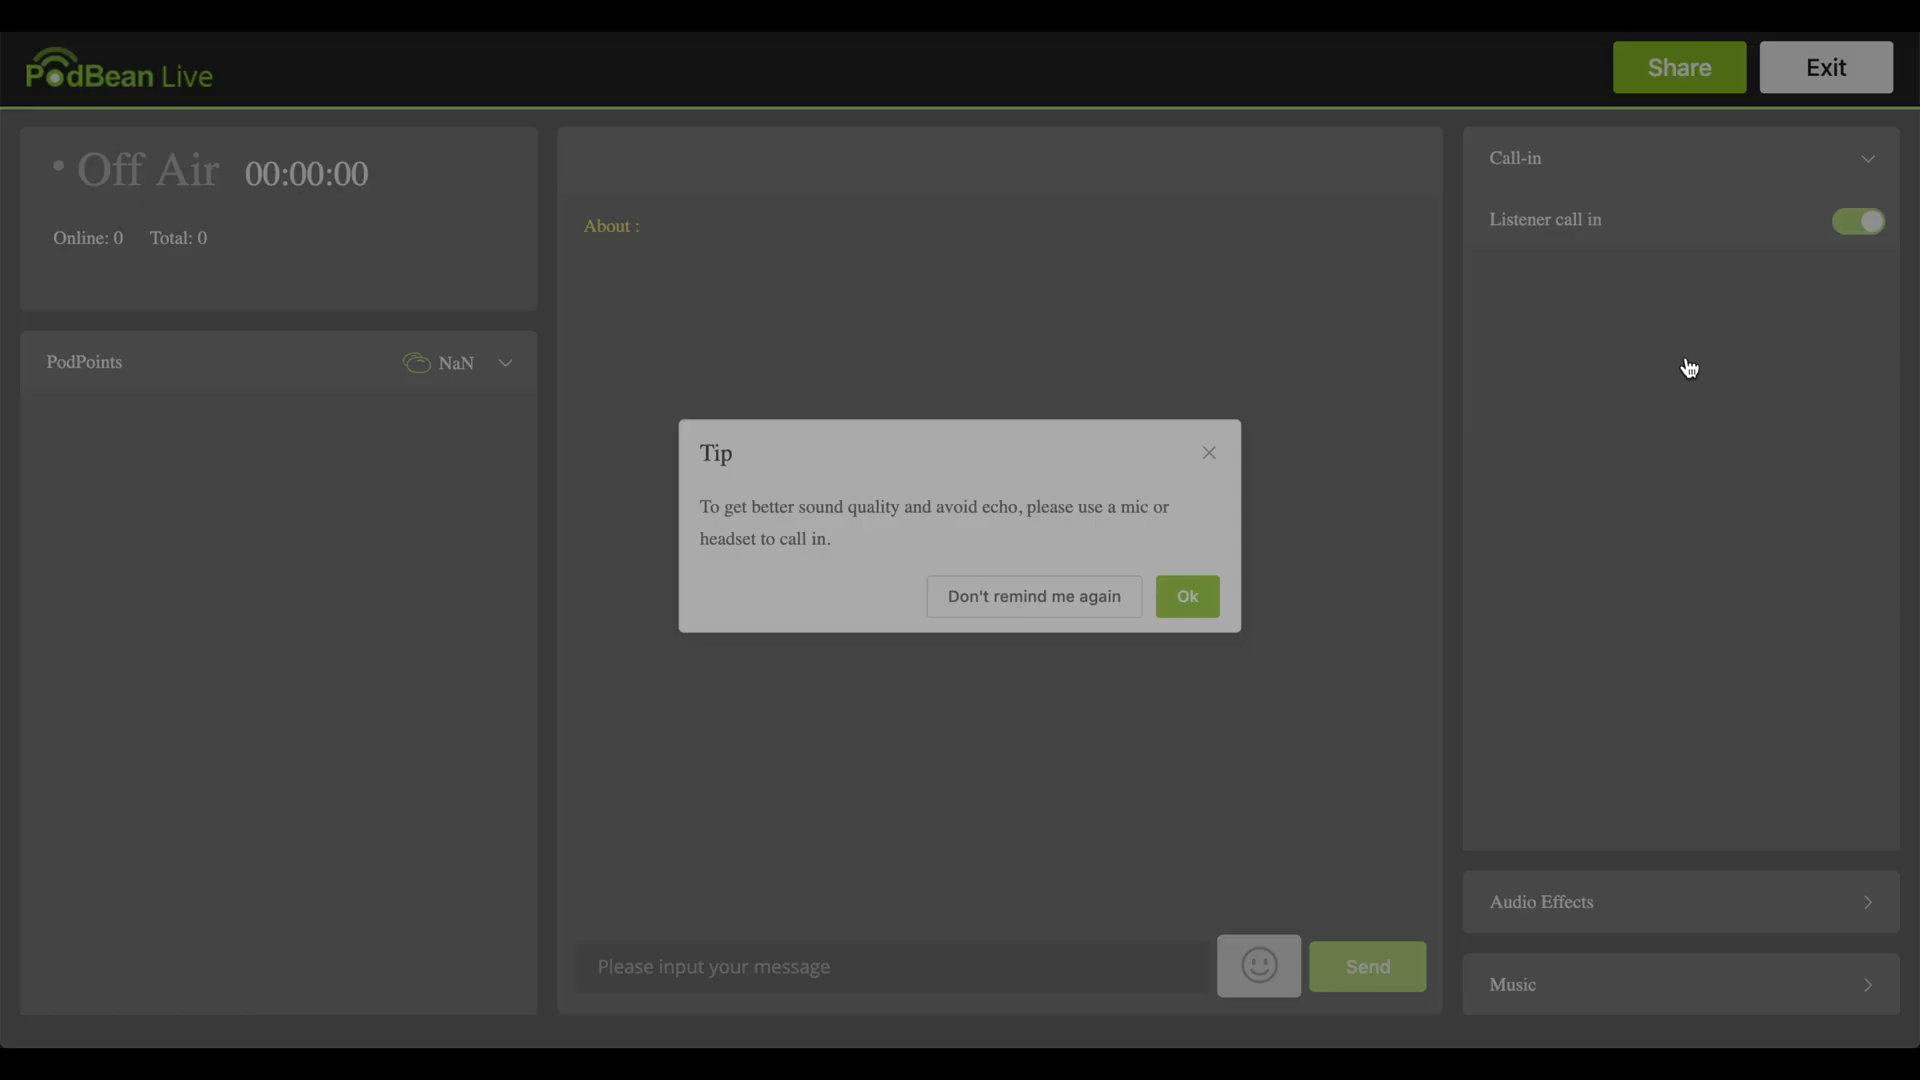 PodBean Live
Share
Exit
• Off Air 00:00:00
Online: 0 Total: 0
PodPoints
NaN
About :
Call-in
Listener call in
Tip
To get better sound quality and avoid echo, please use a mic or
headset to call in.
Don't remind me again
Ok
Please input your message
Send
Audio Effects
Music